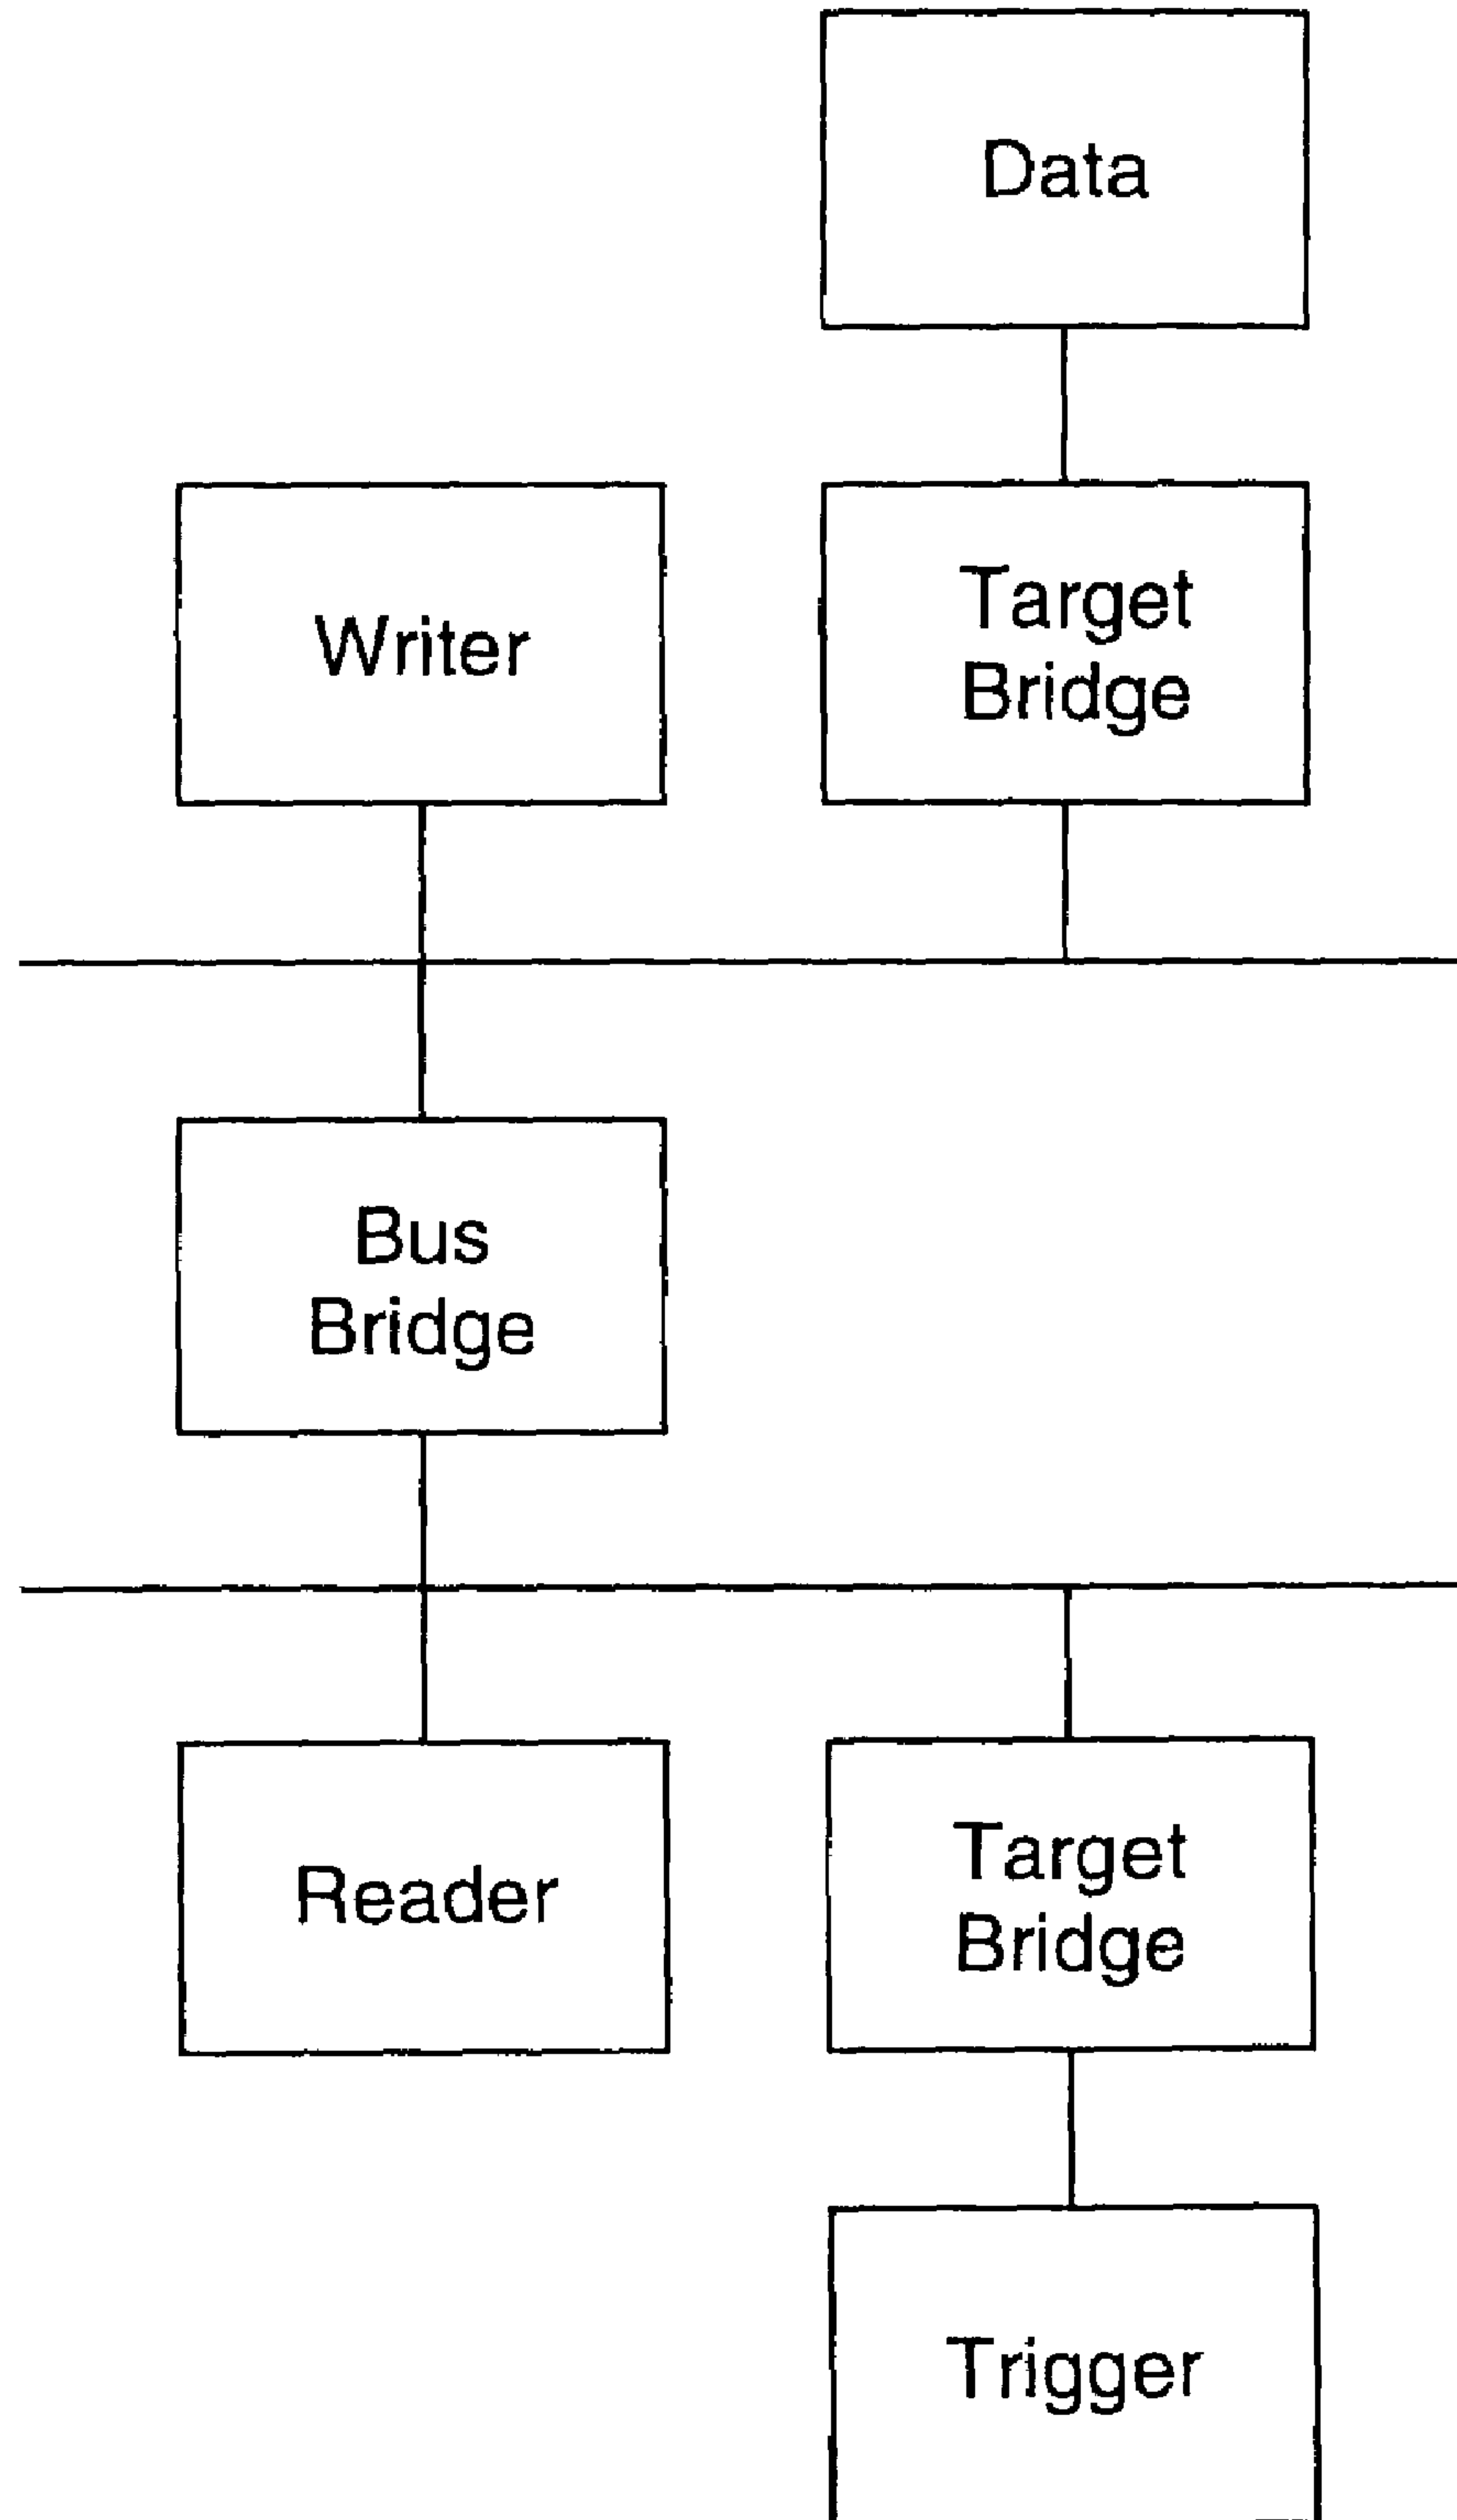 Data
Writer
Target
Bridge
Bus
Bridge
Reader
Target
Bridge
Trigger